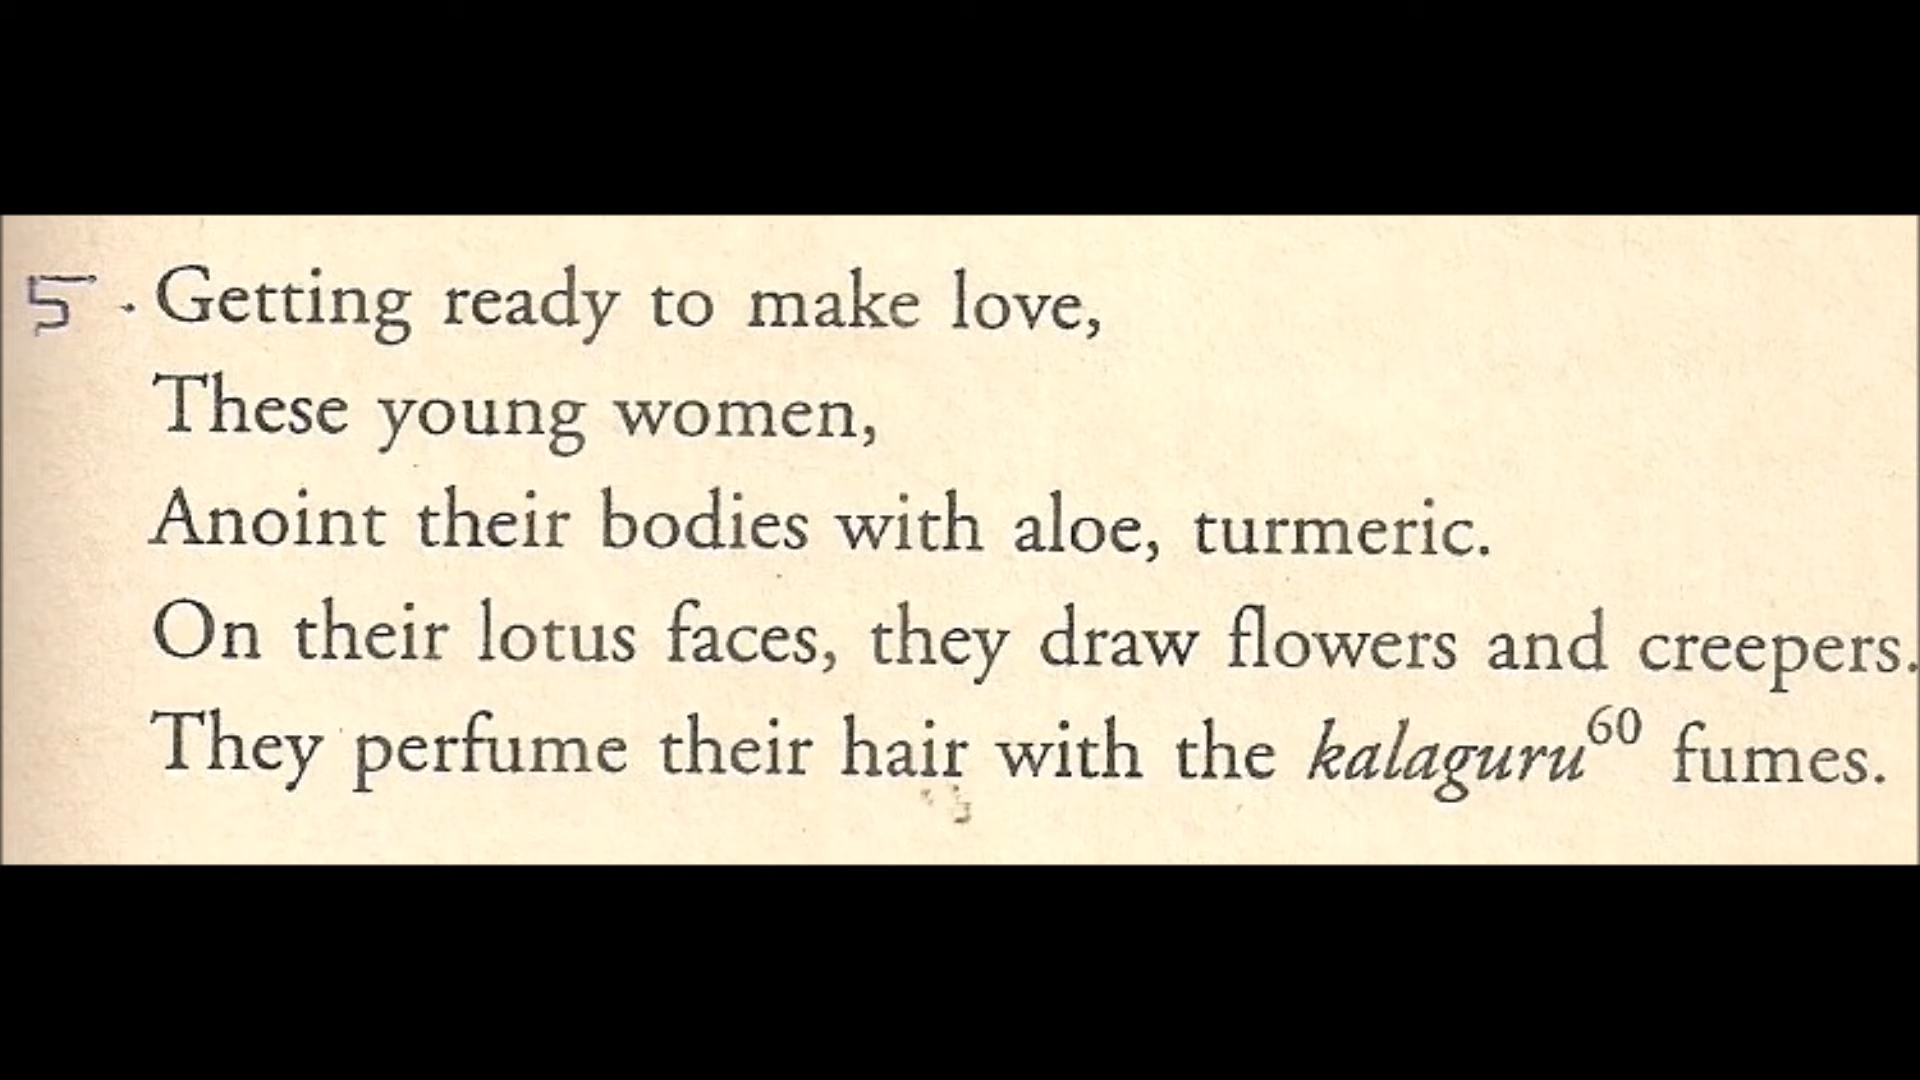 5. Getting ready to make love,
These young women,
Anoint their bodies with aloe, turmeric.
On their lotus faces, they draw flowers and creepers.
They perfume their hair with the kalaguru60 fumes.